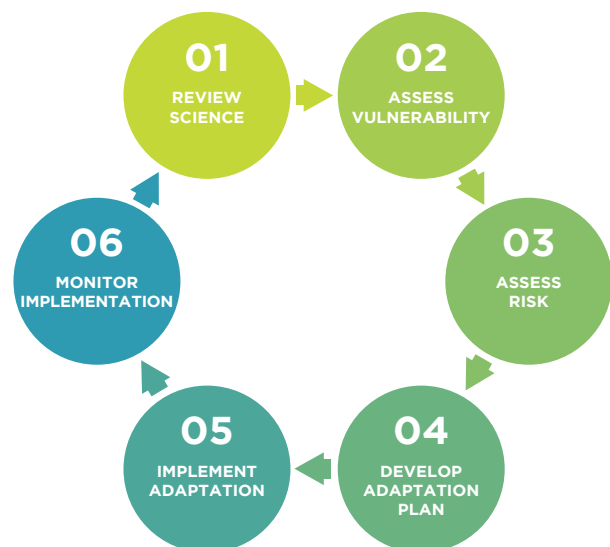 01
REVIEW
SCIENCE
02
ASSESS
VULNERABILITY
03
ASSESS
RISK
04
DEVELOP
ADAPTATION
PLAN
05
IMPLEMENT
ADAPTATION
06
MONITOR
IMPLEMENTATION